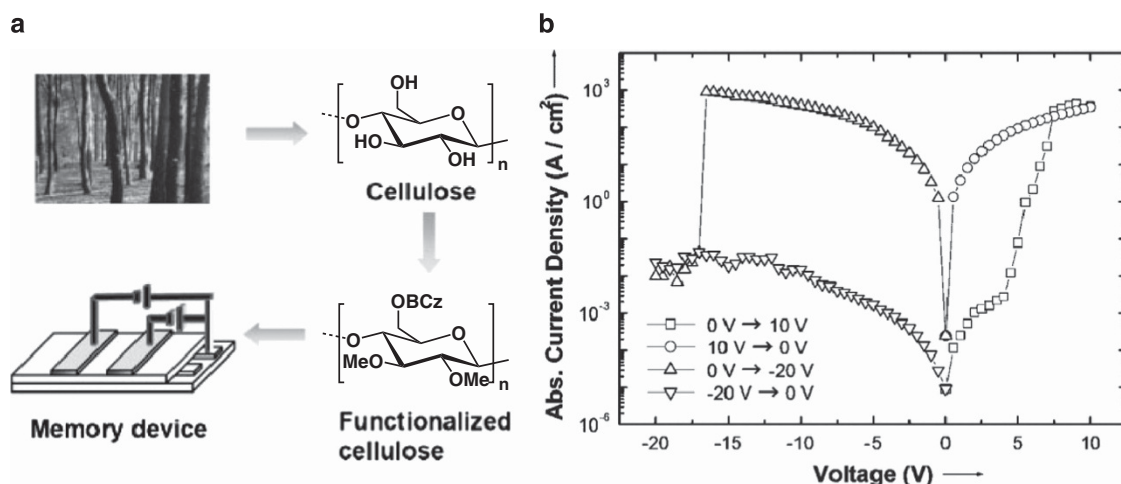 a
OH
O
O
HO
OH
n
Cellulose
OBCz
O
O
MeO
OMe
n
Functionalized
cellulose
Memory device
b
Abs. Current Density (A / cm²)
10³
10⁰
10⁻³
10⁻⁶
0 V → 10 V
10 V → 0 V
0 V → -20 V
-20 V → 0 V
-20 -15 -10 -5 0 5 10
Voltage (V)